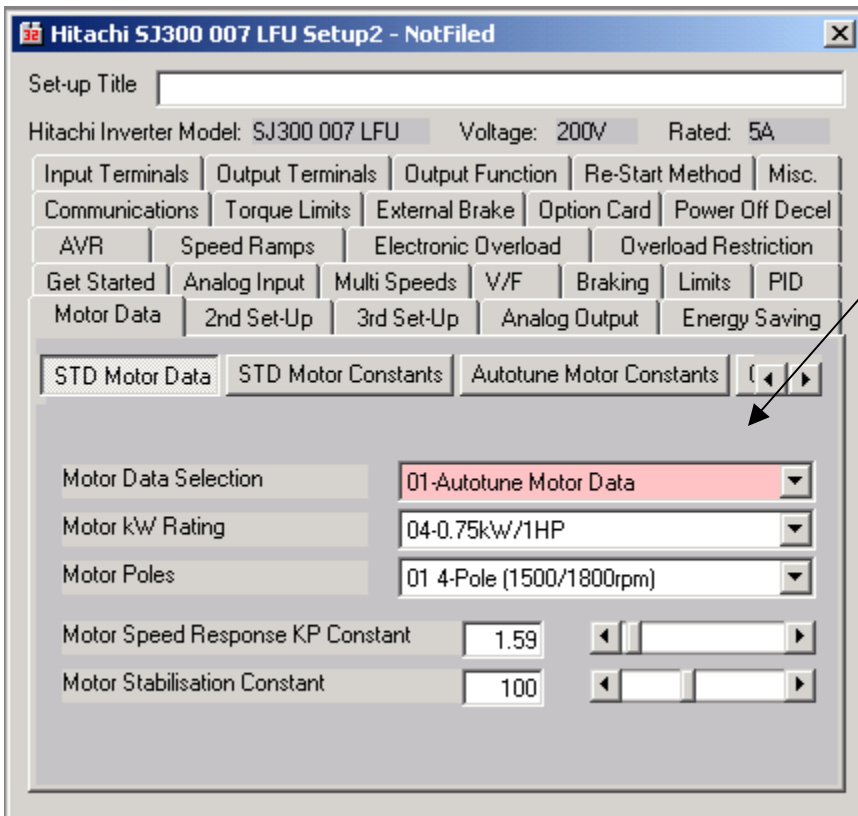 Hitachi SJ300 007 LFU Setup2 - NotFiled
Set-up Title
Hitachi Inverter Model: SJ300 007 LFU Voltage: 200V Rated: 5A
Input Terminals Output Terminals Output Function Re-Start Method Misc.
Communications Torque Limits External Brake Option Card Power Off Decel
AVR Speed Ramps Electronic Overload Overload Restriction
Get Started Analog Input Multi Speeds V/F Braking Limits PID
Motor Data 2nd Set-Up 3rd Set-Up Analog Output Energy Saving
STD Motor Data STD Motor Constants Autotune Motor Constants
Motor Data Selection 01-Autotune Motor Data
Motor kW Rating 04-0.75kW/1HP
Motor Poles 01 4-Pole (1500/1800rpm)
Motor Speed Response KP Constant 1.59
Motor Stabilisation Constant 100